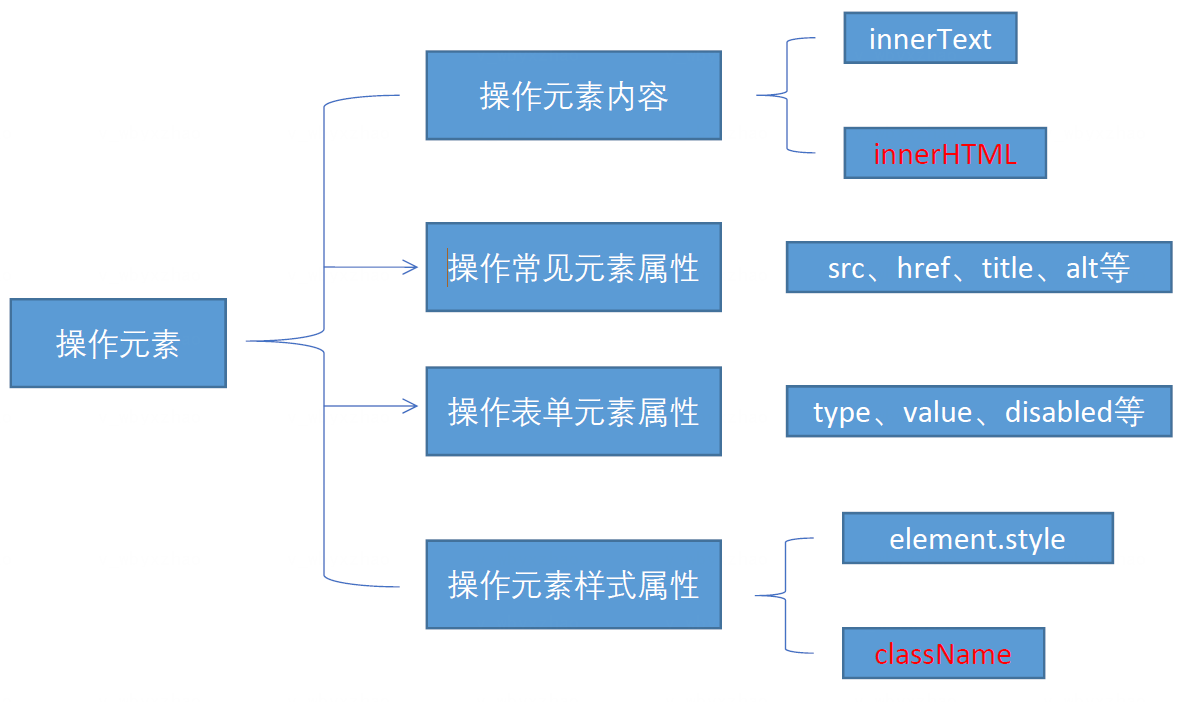 操作元素
操作元素内容
innerText
innerHTML
操作常见元素属性
src、href、title、alt等
操作表单元素属性
type、value、disabled等
操作元素样式属性
element.style
className